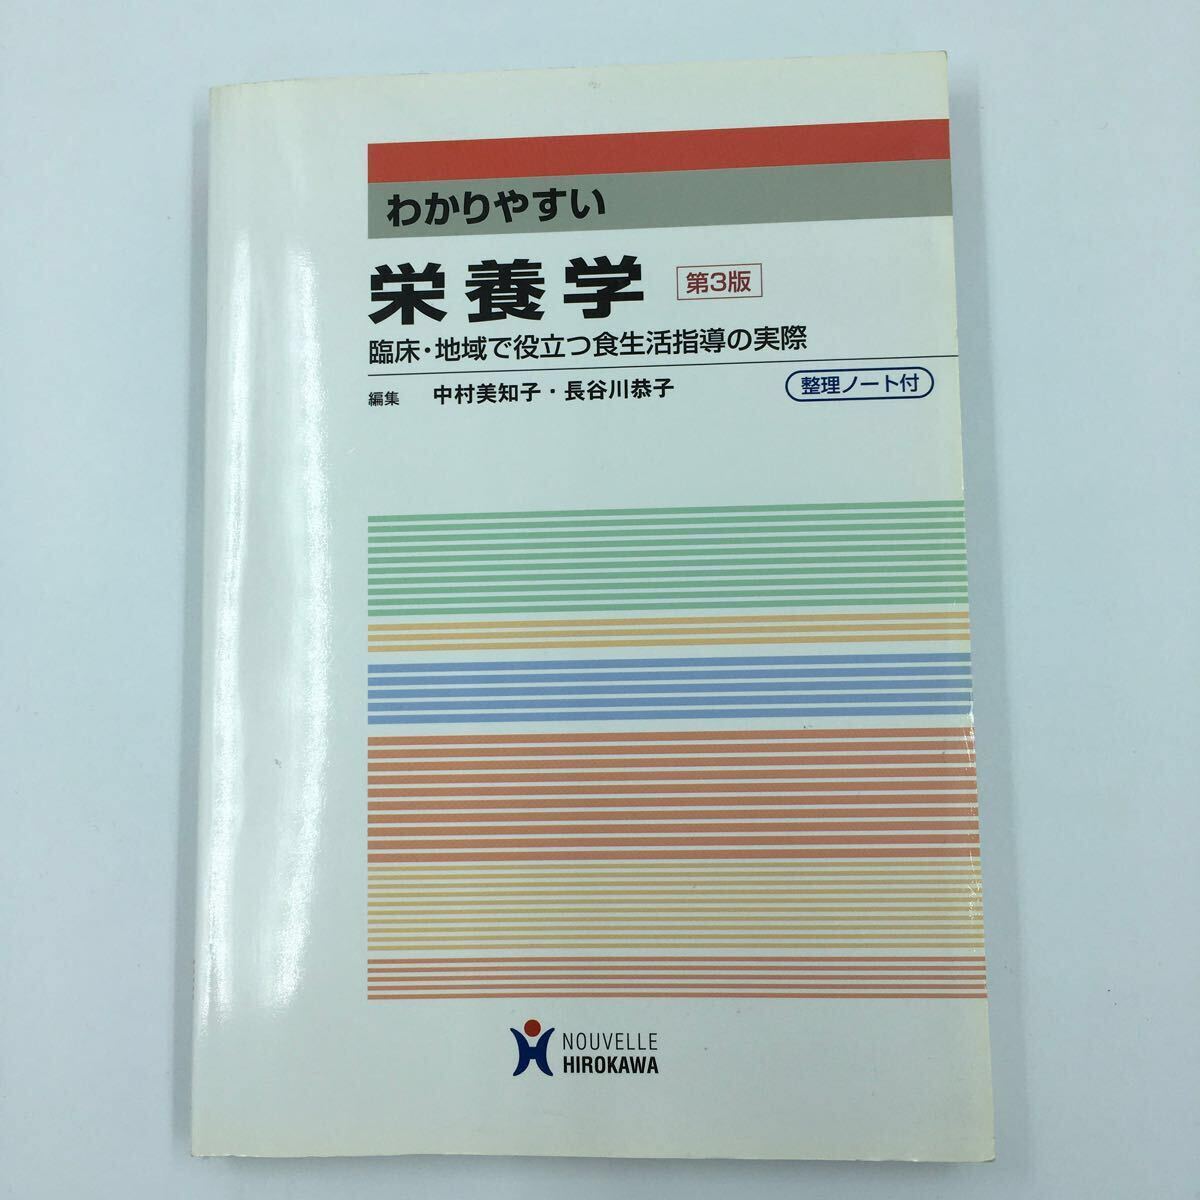 わかりやすい
栄養学 第3版
臨床・地域で役立つ食生活指導の実際
編集 中村美知子・長谷川恭子 整理ノート付
NOUVELLE
HIROKAWA